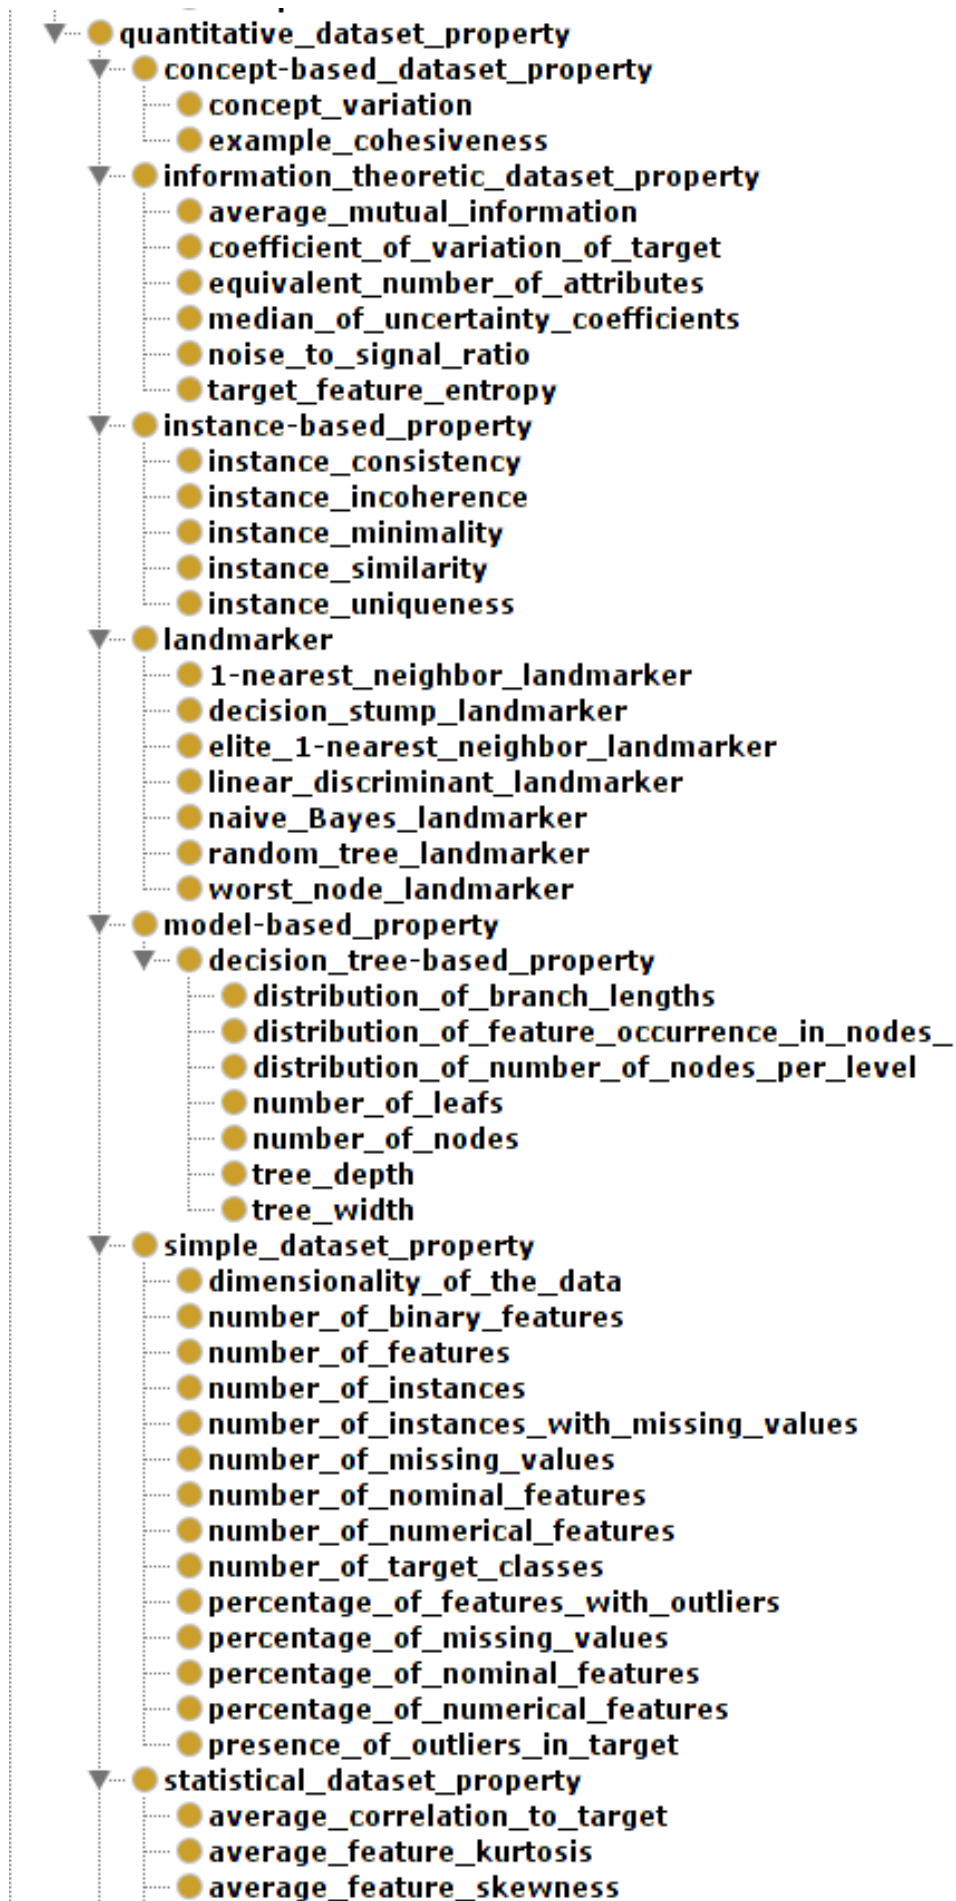 quantitative_dataset_property
concept-based_dataset_property
concept_variation
example_cohesiveness
information_theoretic_dataset_property
average_mutual_information
coefficient_of_variation_of_target
equivalent_number_of_attributes
median_of_uncertainty_coefficients
noise_to_signal_ratio
target_feature_entropy
instance-based_property
instance_consistency
instance_incoherence
instance_minimality
instance_similarity
instance_uniqueness
landmarker
1-nearest_neighbor_landmarker
decision_stump_landmarker
elite_1-nearest_neighbor_landmarker
linear_discriminant_landmarker
naive_Bayes_landmarker
random_tree_landmarker
worst_node_landmarker
model-based_property
decision_tree-based_property
distribution_of_branch_lengths
distribution_of_feature_occurrence_in_nodes_
distribution_of_number_of_nodes_per_level
number_of_leafs
number_of_nodes
tree_depth
tree_width
simple_dataset_property
dimensionality_of_the_data
number_of_binary_features
number_of_features
number_of_instances
number_of_instances_with_missing_values
number_of_missing_values
number_of_nominal_features
number_of_numerical_features
number_of_target_classes
percentage_of_features_with_outliers
percentage_of_missing_values
percentage_of_nominal_features
percentage_of_numerical_features
presence_of_outliers_in_target
statistical_dataset_property
average_correlation_to_target
average_feature_kurtosis
average_feature_skewness